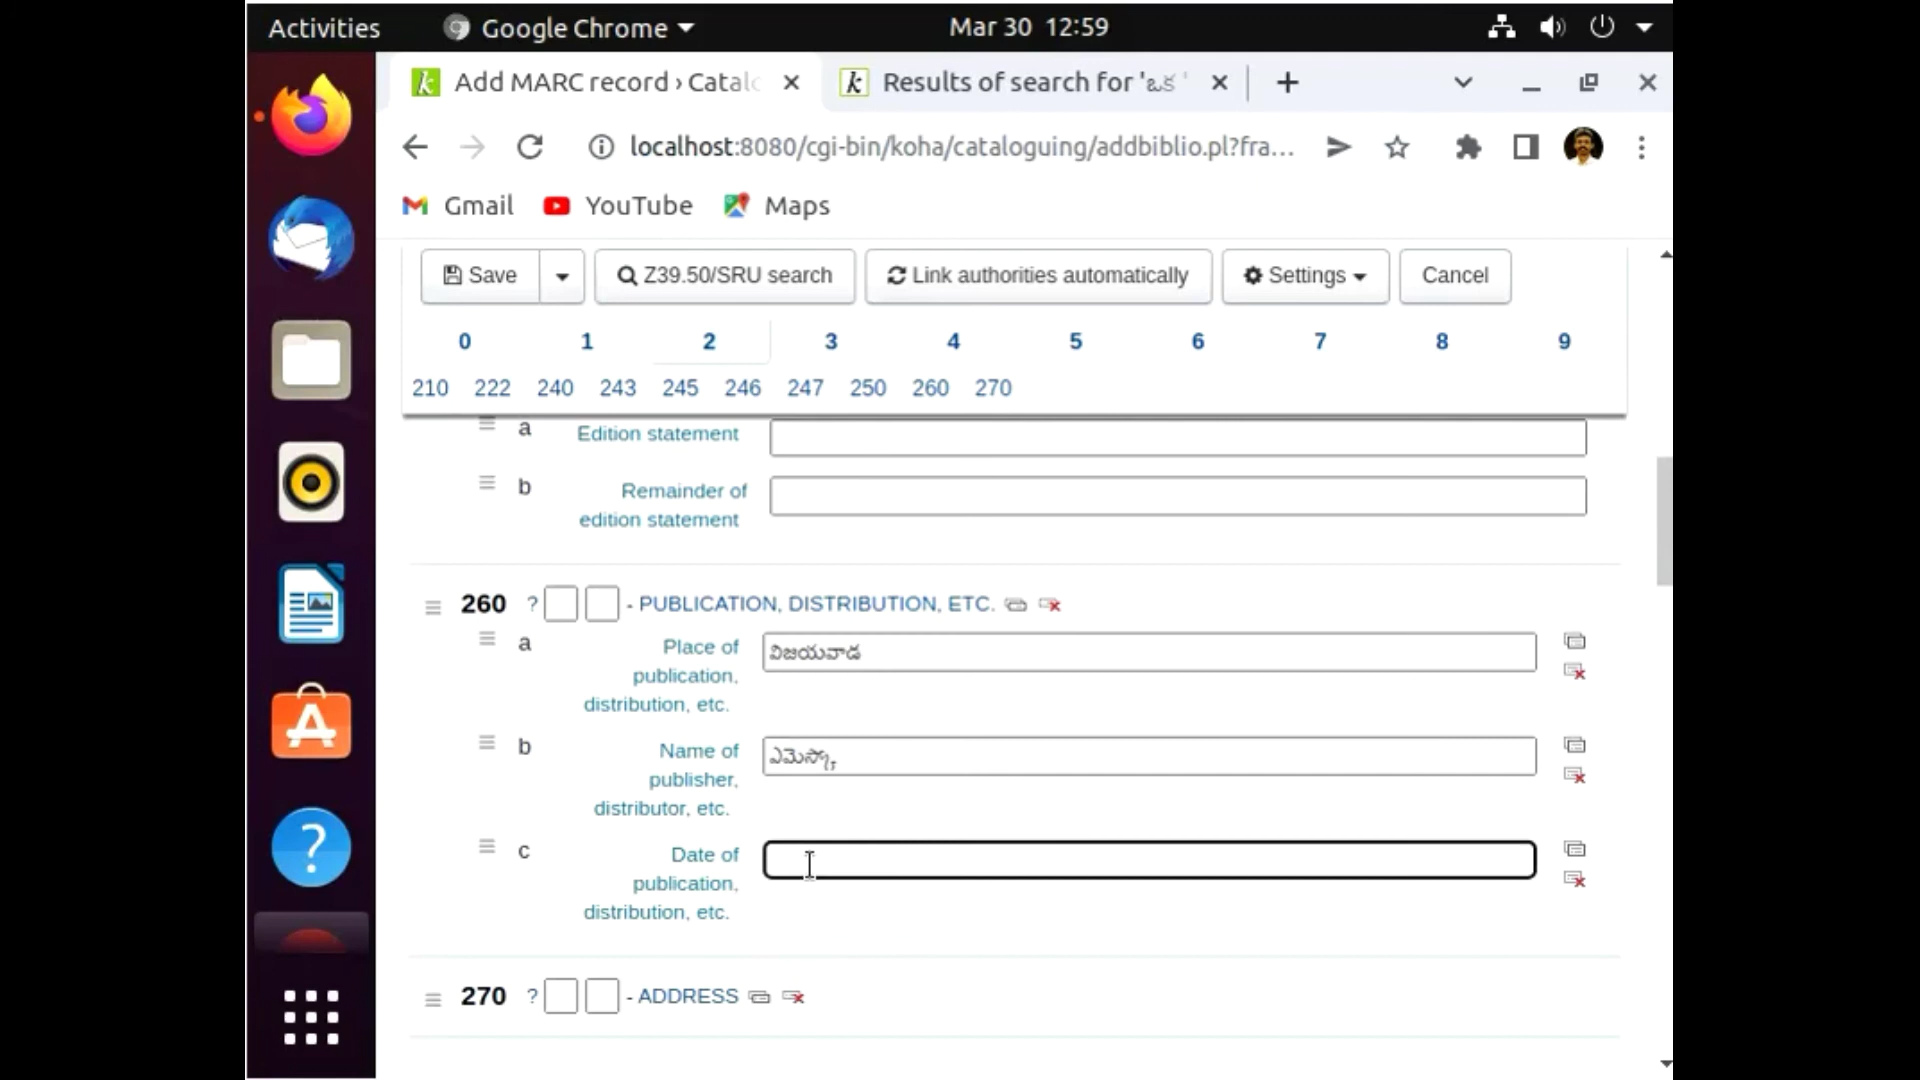 Activities Google Chrome Mar 30 12:59
Add MARC record › Catalo Results of search for 'ఒక '
localhost:8080/cgi-bin/koha/cataloguing/addbiblio.pl?fra...
Gmail YouTube Maps
Save Z39.50/SRU search Link authorities automatically Settings Cancel
0 1 2 3 4 5 6 7 8 9
210 222 240 243 245 246 247 250 260 270
a Edition statement
b Remainder of
edition statement
260 ? - PUBLICATION, DISTRIBUTION, ETC.
a Place of విజయవాడ
publication,
distribution, etc.
b Name of ఎమెస్కో
publisher,
distributor, etc.
c Date of
publication,
distribution, etc.
270 ? - ADDRESS